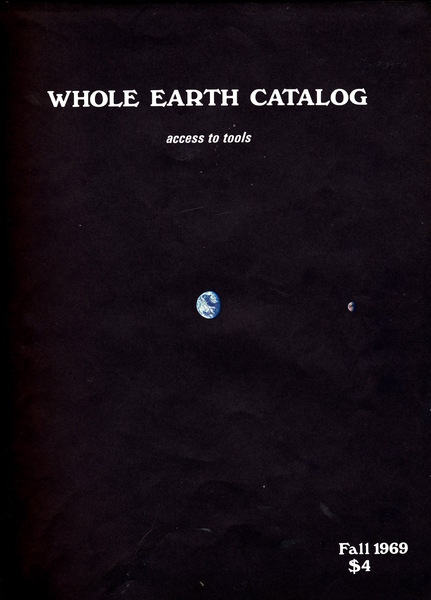 WHOLE EARTH CATALOG
access to tools
Fall 1969
$4